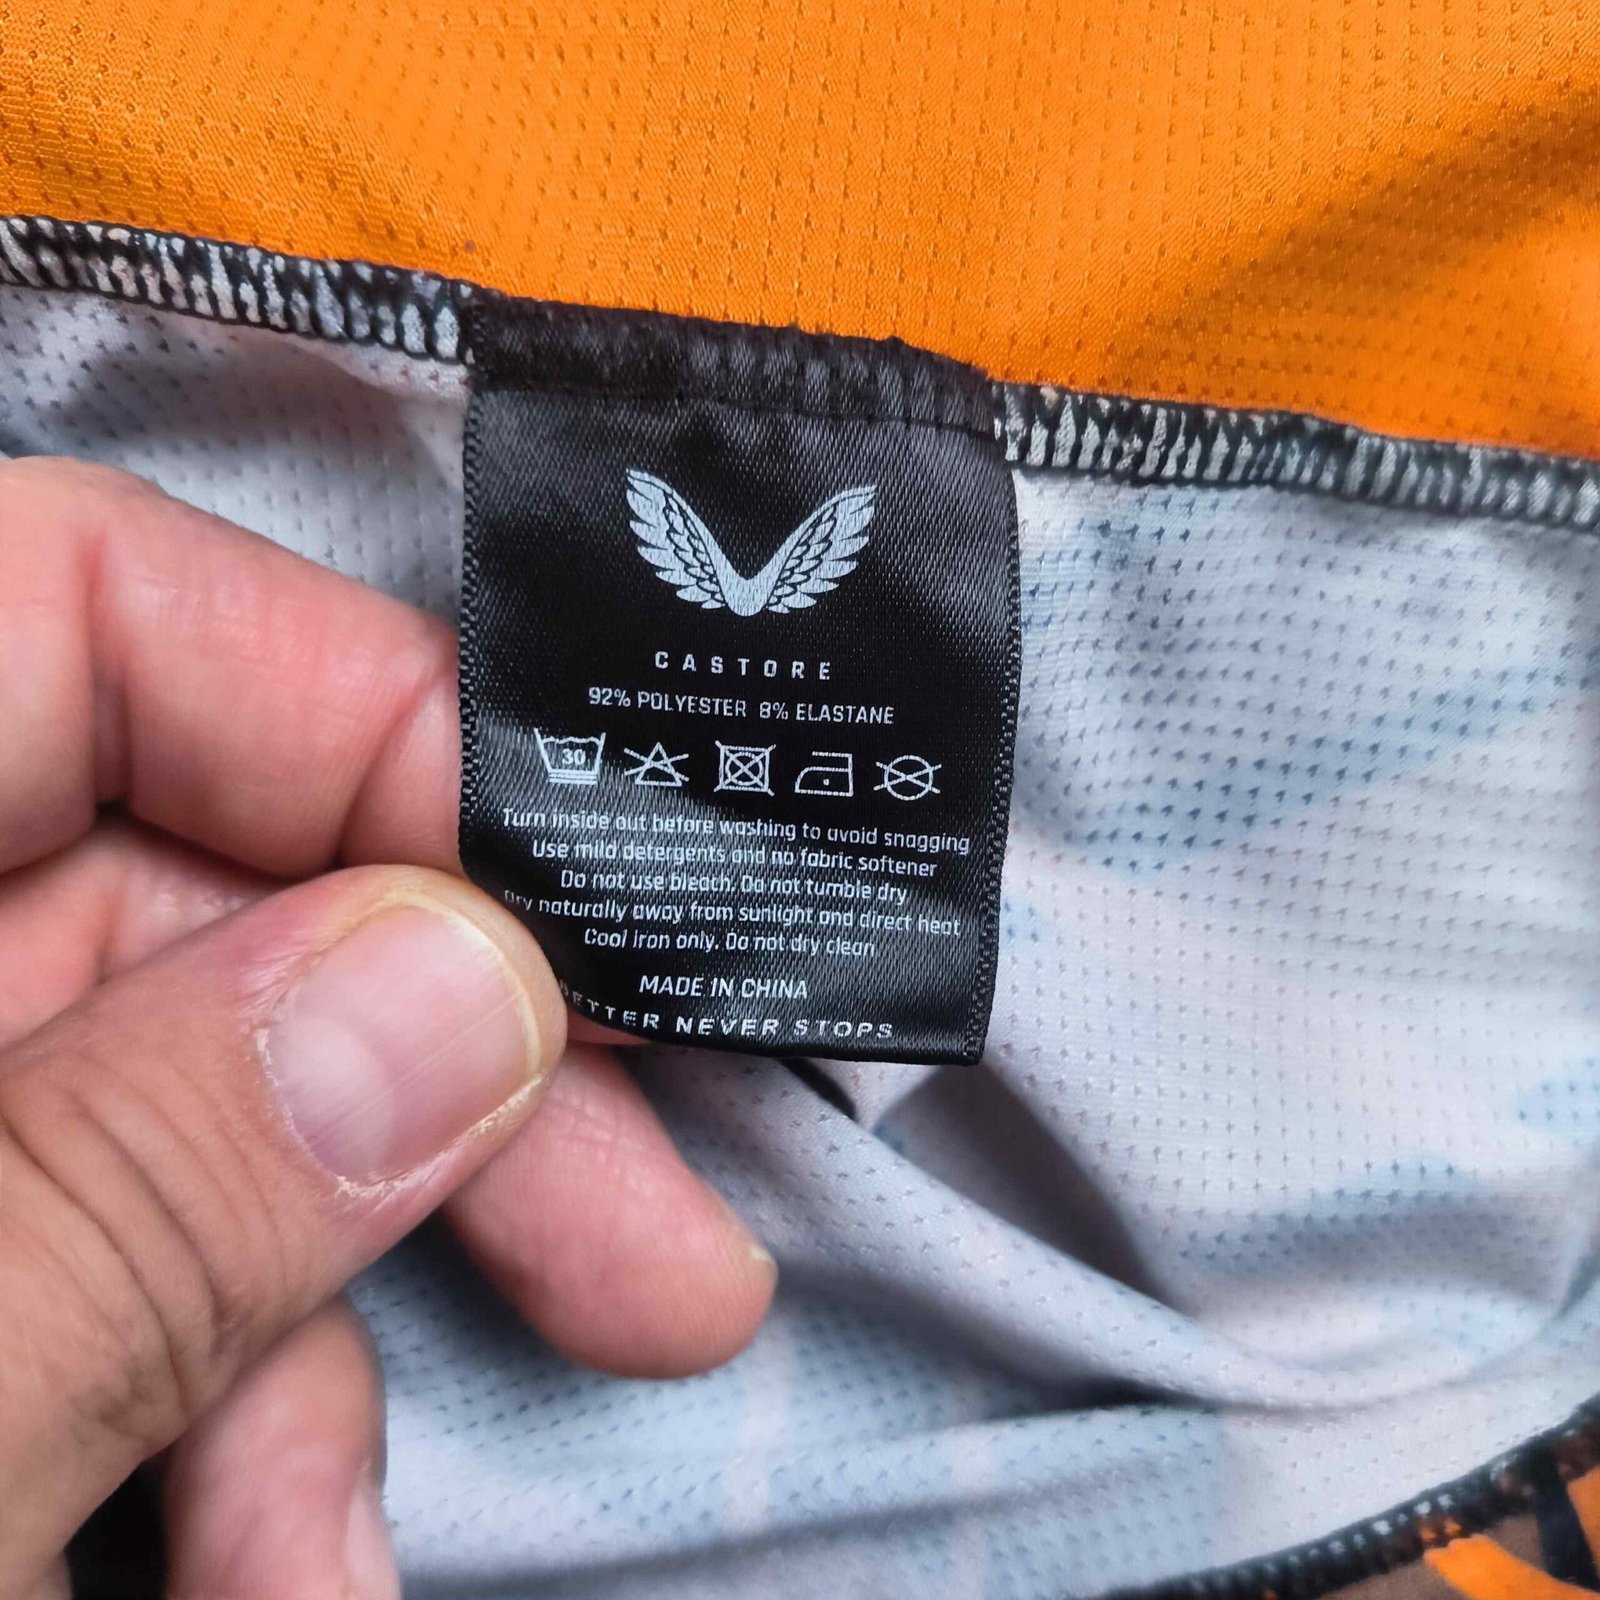 CASTORE
92% POLYESTER 8% ELASTANE
30
Turn inside out before washing to avoid snagging
Use mild detergents and no fabric softener
Do not use bleach. Do not tumble dry
Dry naturally away from sunlight and direct heat
Cool Iron only. Do not dry clean
MADE IN CHINA
BETTER NEVER STOPS